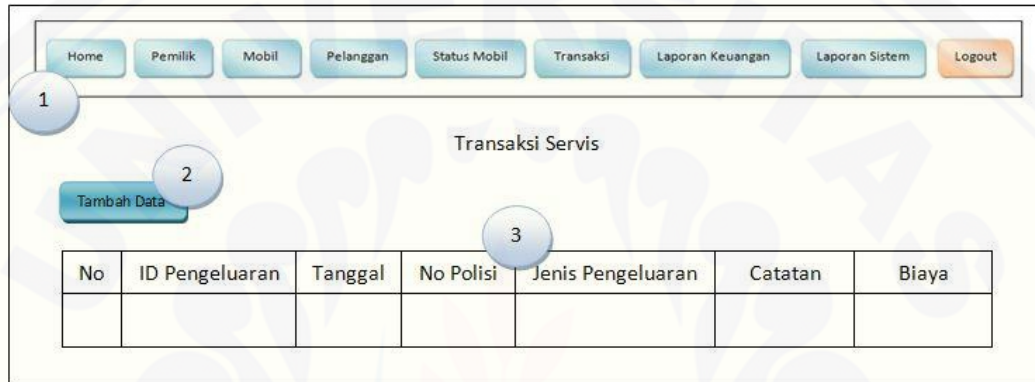 Home Pemilik Mobil Pelanggan Status Mobil Transaksi Laporan Keuangan Laporan Sistem Logout
1
Transaksi Servis
2
Tambah Data
3
No ID Pengeluaran Tanggal No Polisi Jenis Pengeluaran Catatan Biaya